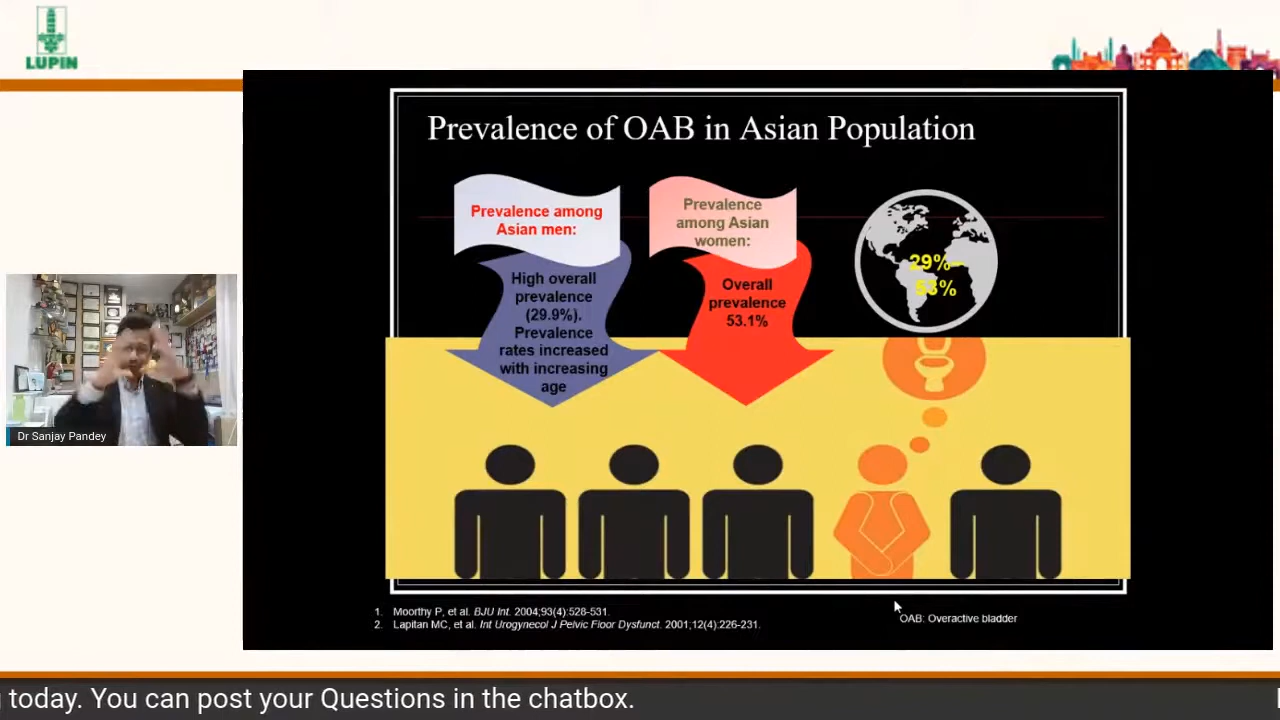 LUPIN
Prevalence of OAB in Asian Population
Prevalence among
Asian men:
High overall
prevalence
(29.9%).
Prevalence
rates increased
with increasing
age
Prevalence
among Asian
women:
Overall
prevalence
53.1%
29%–
53%
Dr Sanjay Pandey
1. Moorthy P, et al. BJU Int. 2004;93(4):528-531.
2. Lapitan MC, et al. Int Urogynecol J Pelvic Floor Dysfunct. 2001;12(4):226-231.
OAB: Overactive bladder
today. You can post your Questions in the chatbox.